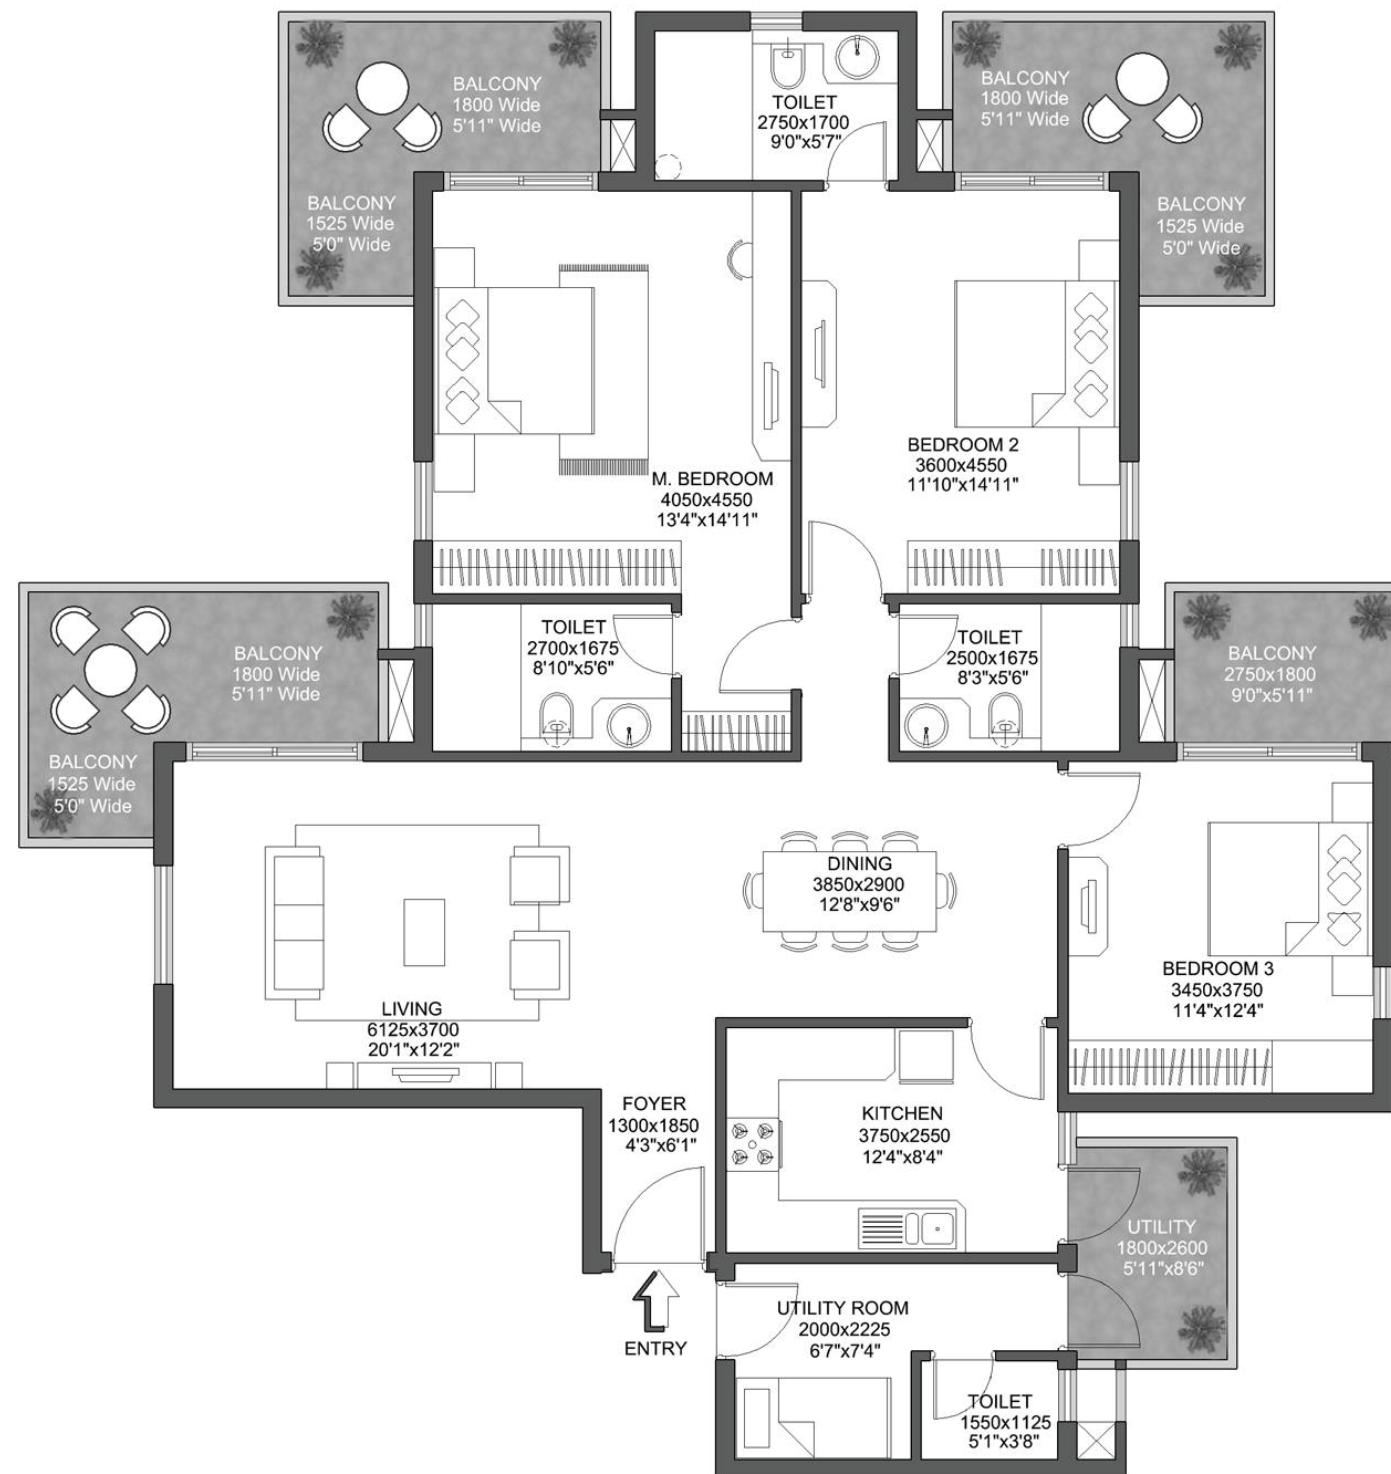 BALCONY
1800 Wide
5'11" Wide
BALCONY
1525 Wide
5'0" Wide
TOILET
2750x1700
9'0"x5'7"
BALCONY
1800 Wide
5'11" Wide
BALCONY
1525 Wide
5'0" Wide
M. BEDROOM
4050x4550
13'4"x14'11"
BEDROOM 2
3600x4550
11'10"x14'11"
BALCONY
1800 Wide
5'11" Wide
BALCONY
1525 Wide
5'0" Wide
TOILET
2700x1675
8'10"x5'6"
TOILET
2500x1675
8'3"x5'6"
BALCONY
2750x1800
9'0"x5'11"
DINING
3850x2900
12'8"x9'6"
LIVING
6125x3700
20'1"x12'2"
BEDROOM 3
3450x3750
11'4"x12'4"
FOYER
1300x1850
4'3"x6'1"
KITCHEN
3750x2550
12'4"x8'4"
UTILITY
1800x2600
5'11"x8'6"
ENTRY
UTILITY ROOM
2000x2225
6'7"x7'4"
TOILET
1550x1125
5'1"x3'8"